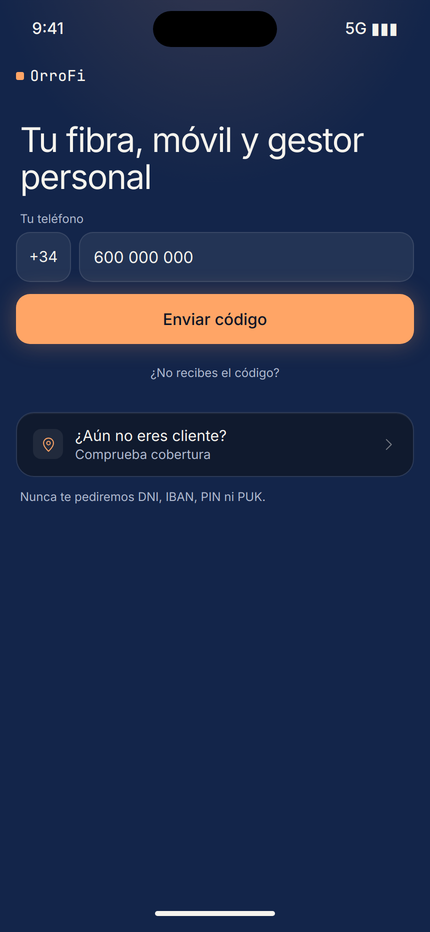 9:41
5G
OrroFi
Tu fibra, móvil y gestor
personal
Tu teléfono
+34
600 000 000
Enviar código
¿No recibes el código?
¿Aún no eres cliente?
Comprueba cobertura
Nunca te pediremos DNI, IBAN, PIN ni PUK.